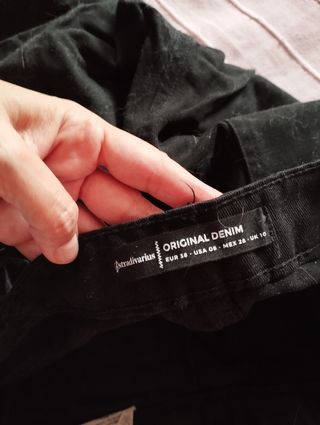 stradivarius
ORIGINAL DENIM
EUR 38 - USA 06 - MEX 28 - UK 10